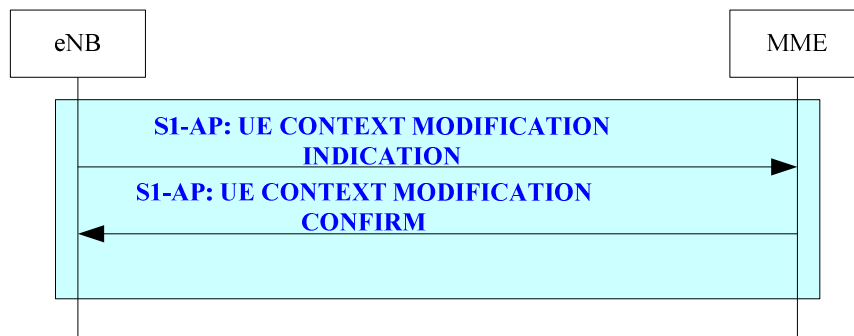 eNB
MME
S1-AP: UE CONTEXT MODIFICATION
INDICATION
S1-AP: UE CONTEXT MODIFICATION
CONFIRM